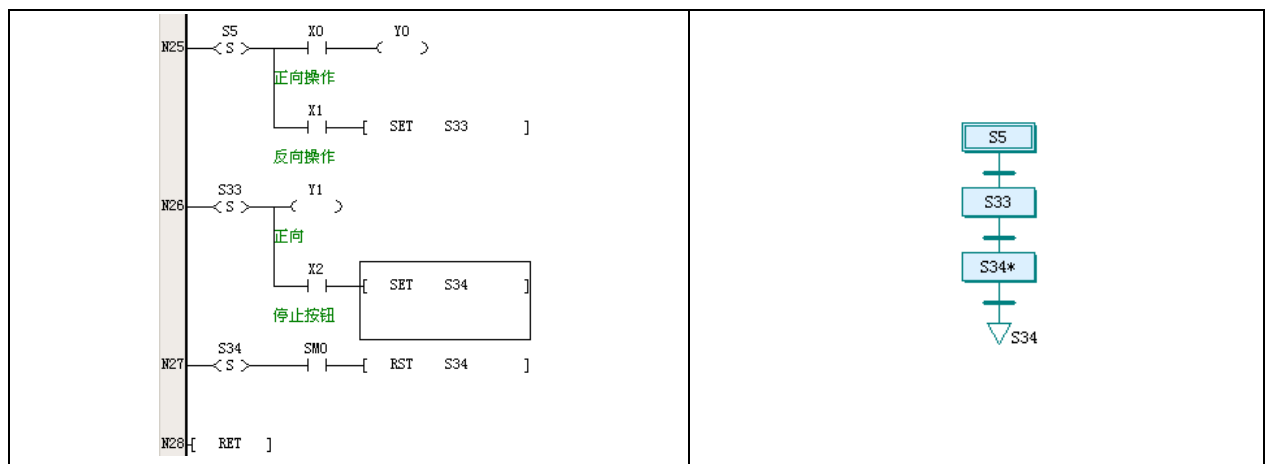 S5 X0 Y0
N25 S
正向操作
X1
SET S33
反向操作
S33 Y1
N26 S
正向
X2
SET S34
停止按钮
S34 SM0
N27 S RST S34
N28 RET
S5
S33
S34*
S34